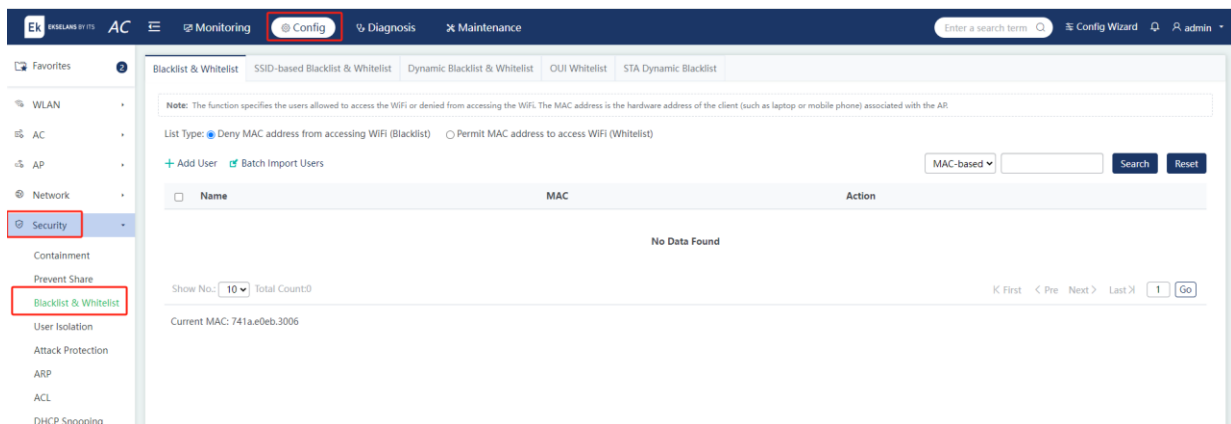 Ek EKSELANS BY ITS AC Monitoring Config Diagnosis Maintenance Enter a search term Config Wizard admin
Favorites 2
WLAN
AC
AP
Network
Security
Containment
Prevent Share
Blacklist & Whitelist
User Isolation
Attack Protection
ARP
ACL
DHCP Snooping
Blacklist & Whitelist SSID-based Blacklist & Whitelist Dynamic Blacklist & Whitelist OUI Whitelist STA Dynamic Blacklist
Note: The function specifies the users allowed to access the WiFi or denied from accessing the WiFi. The MAC address is the hardware address of the client (such as laptop or mobile phone) associated with the AP.
List Type: Deny MAC address from accessing WiFi (Blacklist) Permit MAC address to access WiFi (Whitelist)
+ Add User Batch Import Users MAC-based Search Reset
Name MAC Action
No Data Found
Show No.: 10 Total Count:0 First Pre Next Last 1 Go
Current MAC: 741a.e0eb.3006